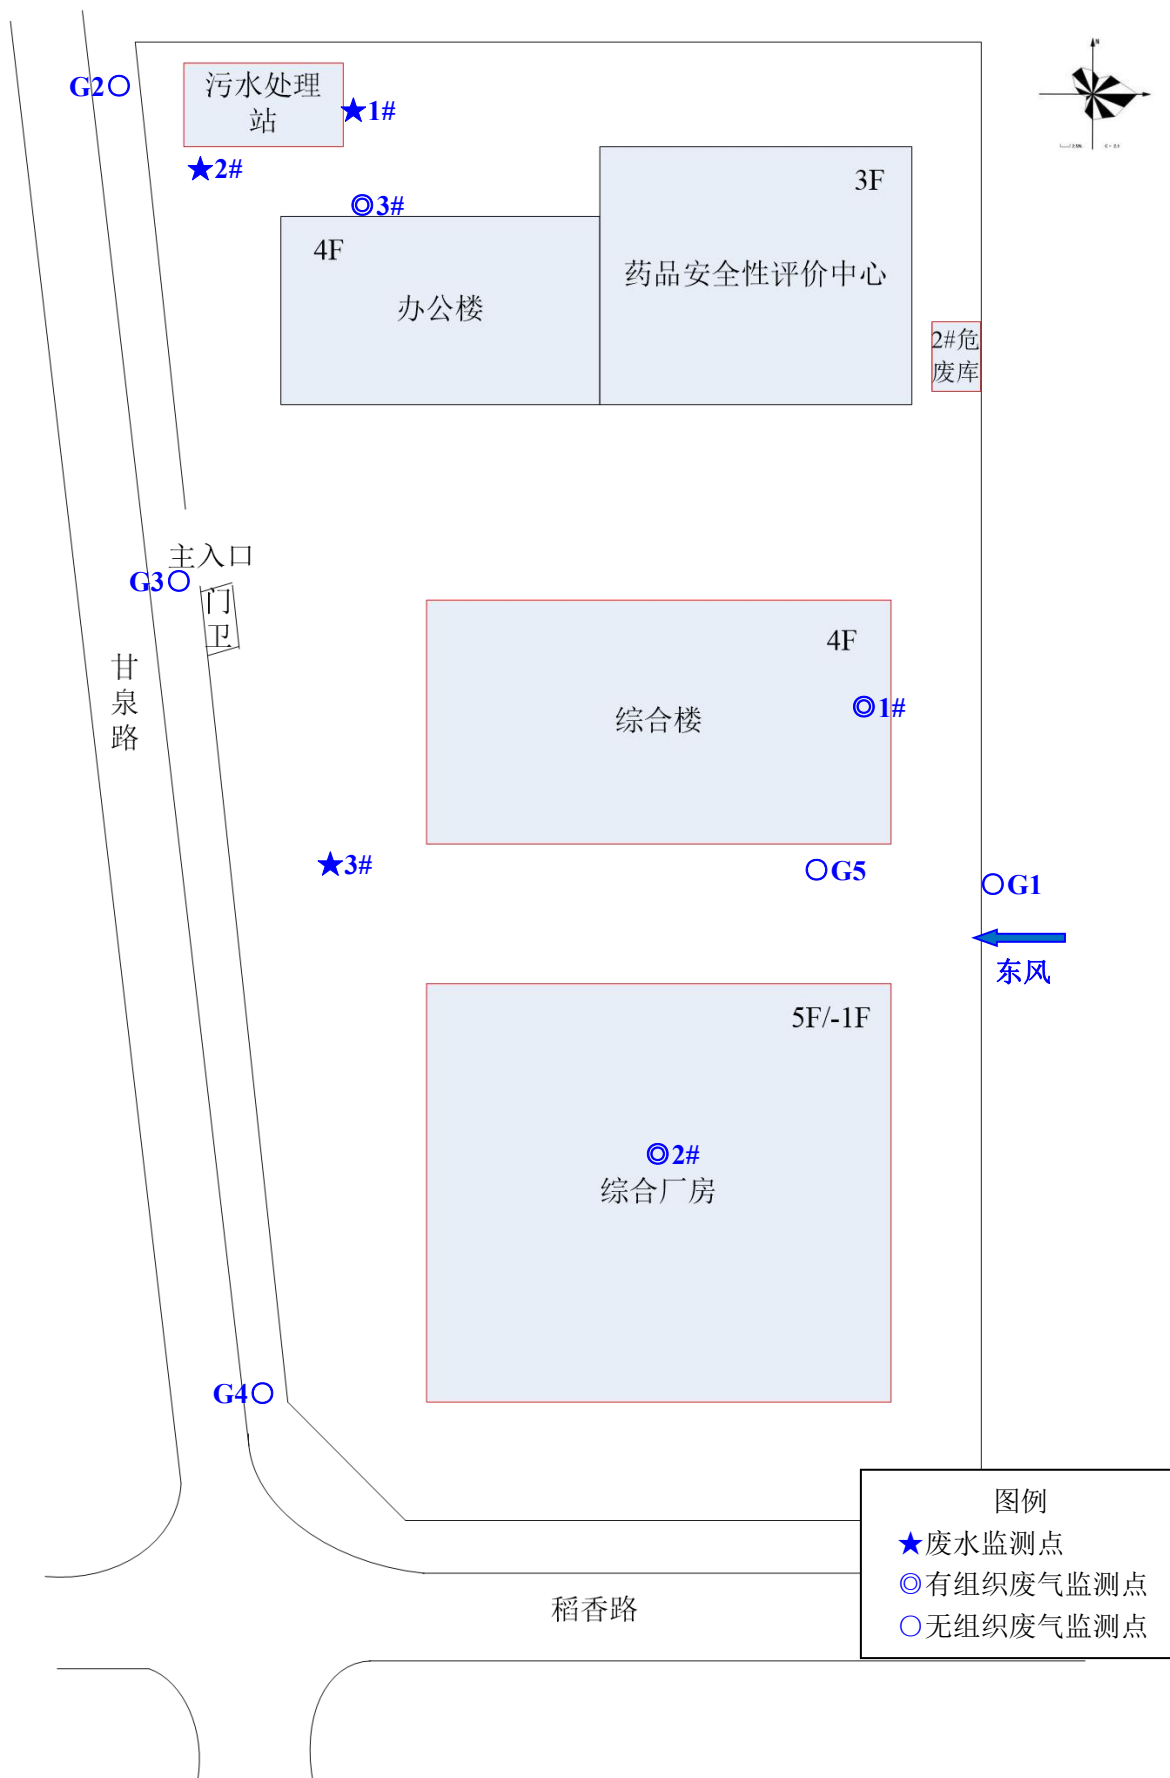 N
G2
污水处理
站
★1#
★2#
◎3#
3F
4F
药品安全性评价中心
办公楼
2#危
废库
主入口
G3
门
卫
甘
泉
路
4F
◎1#
综合楼
★3#
G5
G1
东风
5F/-1F
◎2#
综合厂房
G4
图例
★废水监测点
◎有组织废气监测点
○无组织废气监测点
稻香路